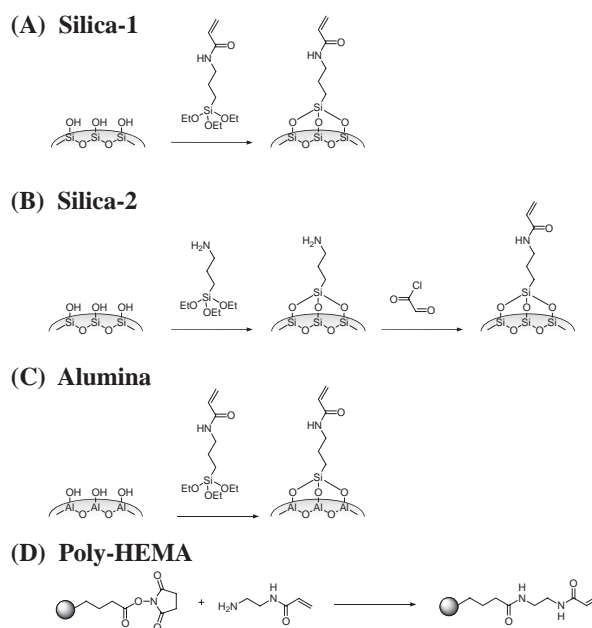 (A) Silica-1
O
HN
Si
EtO OEt
OEt
OH OH OH
Si Si Si
O O
O
HN
Si
O O O
Si Si Si
O O
(B) Silica-2
H2N
Si
EtO OEt
OEt
OH OH OH
Si Si Si
O O
H2N
Si
O O O
Si Si Si
O O
Cl
O
O
O
HN
Si
O O O
Si Si Si
O O
(C) Alumina
O
HN
Si
EtO OEt
OEt
OH OH OH
Al Al Al
O O
O
HN
Si
O O O
Al Al Al
O O
(D) Poly-HEMA
O
O N
O
O
+
H2N
H
N
O
H
N
O
N
H
O